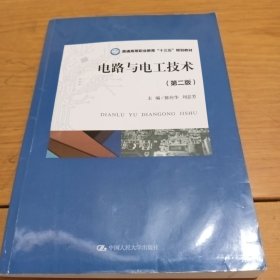 普通高等职业教育“十三五”规划教材
电路与电工技术
（第二版）
主 编
DIANLU YU DIANGONG JISHU
中国人民大学出版社